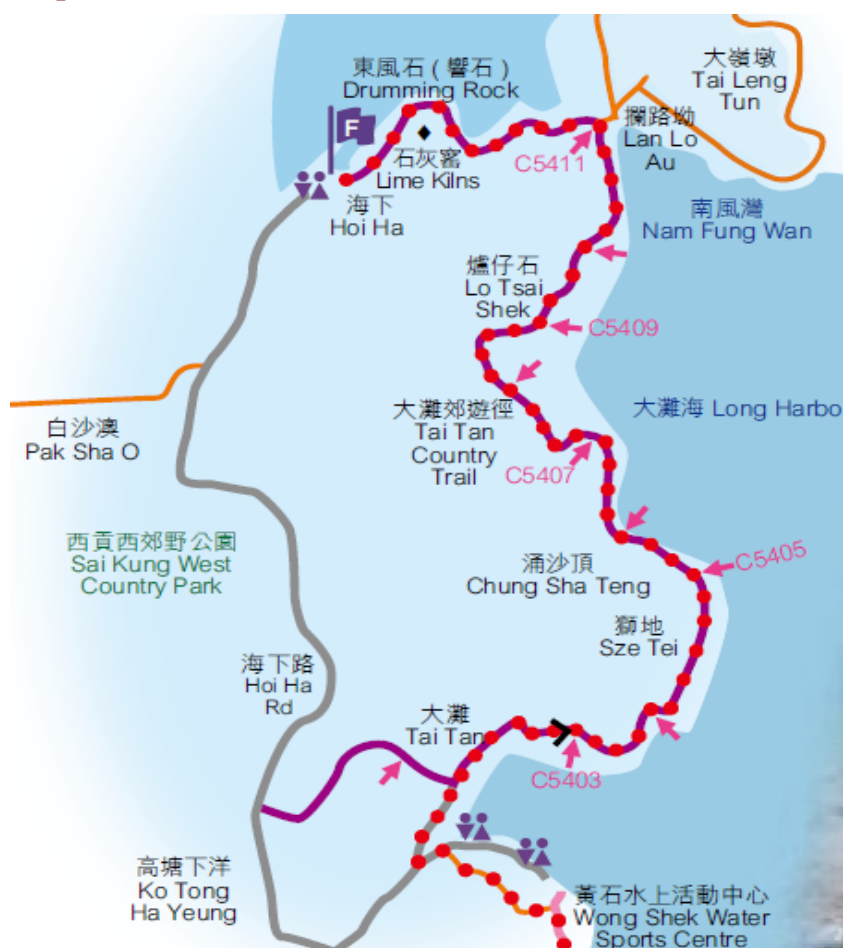 東風石 ( 響石 )
Drumming Rock
大嶺墩
Tai Leng
Tun
F
石灰窰
Lime Kilns
C5411
攔路坳
Lan Lo
Au
海下
Hoi Ha
南風灣
Nam Fung Wan
爐仔石
Lo Tsai
Shek
C5409
白沙澳
Pak Sha O
大灘郊遊徑
Tai Tan
Country
Trail
大灘海 Long Harbo
C5407
西貢西郊野公園
Sai Kung West
Country Park
涌沙頂
Chung Sha Teng
C5405
獅地
Sze Tei
海下路
Hoi Ha
Rd
大灘
Tai Tan
C5403
高塘下洋
Ko Tong
Ha Yeung
黃石水上活動中心
Wong Shek Water
Sports Centre